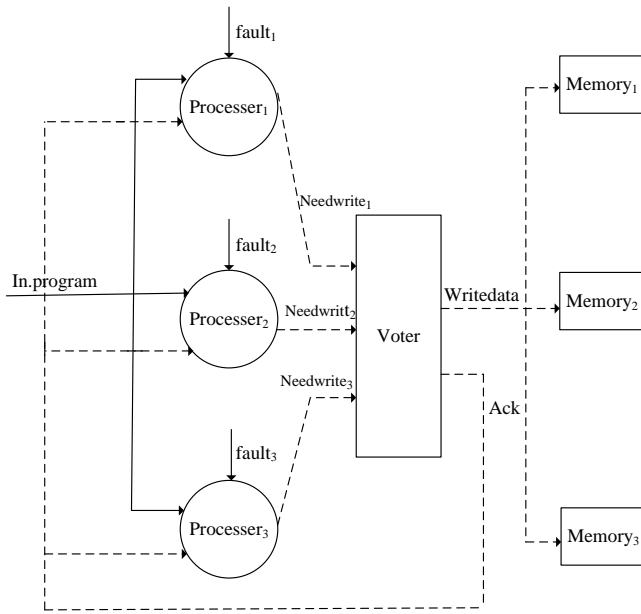 fault₁
Processer₁
Memory₁
Needwrite₁
fault₂
In.program
Processer₂
Needwritt₂
Voter
Writedata
Memory₂
Needwrite₃
Ack
fault₃
Processer₃
Memory₃